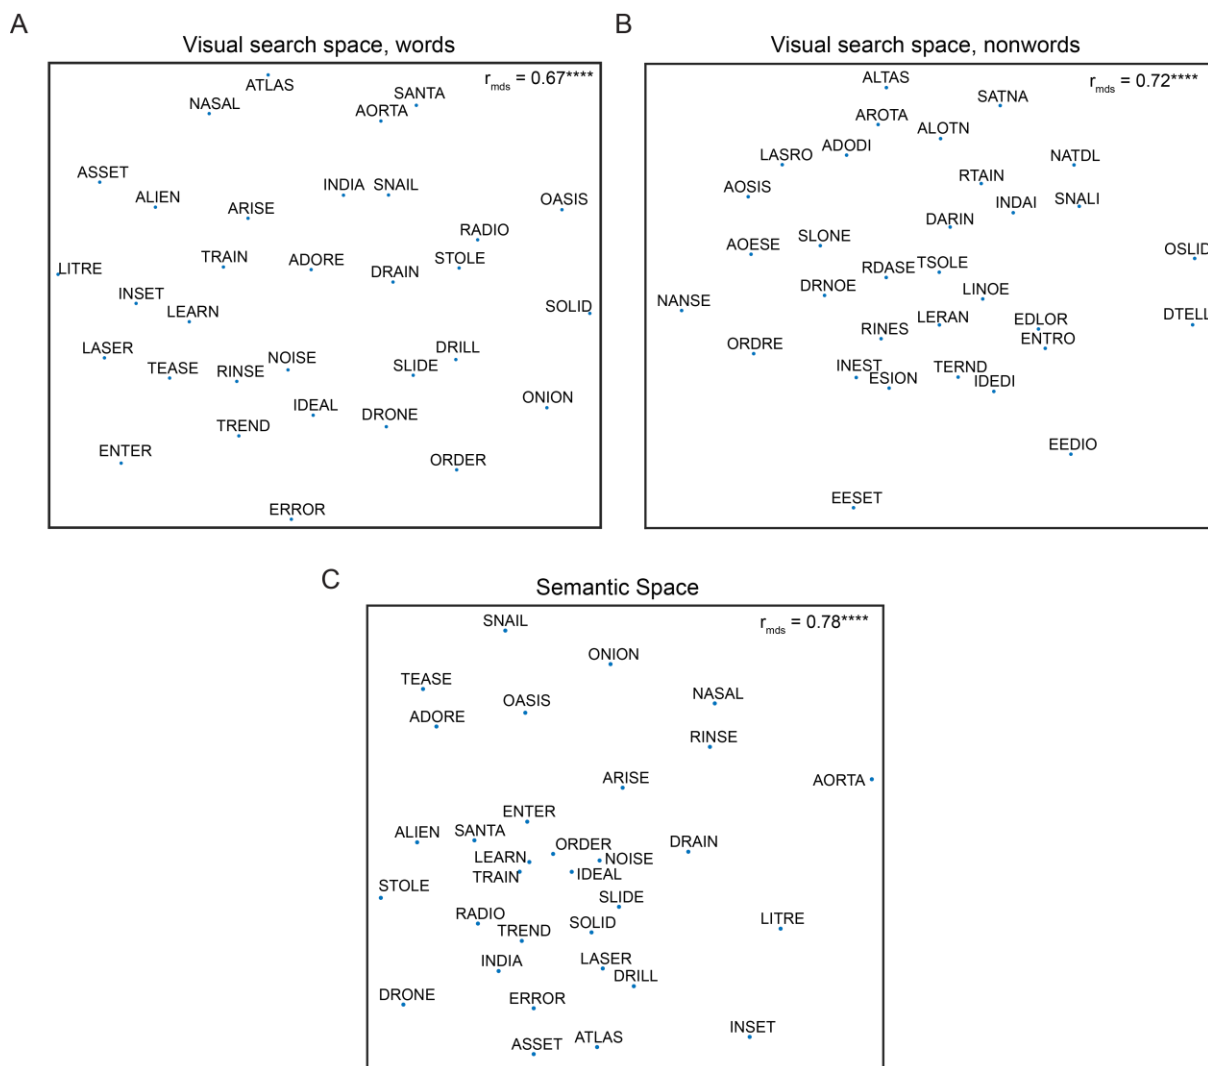 A
Visual search space, words
r mds = 0.67****
ATLAS
SANTA
NASAL
AORTA
ASSET
ALIEN
INDIA SNAIL
ARISE
OASIS
RADIO
TRAIN
ADORE
STOLE
LITRE
DRAIN
INSET
LEARN
SOLID
LASER
NOISE
DRILL
TEASE
RINSE
SLIDE
IDEAL
ONION
TREND
DRONE
ENTER
ORDER
ERROR
B
Visual search space, nonwords
r mds = 0.72****
ALTAS
SATNA
AROTA
ALOTN
ADODI
LASRO
NATDL
RTAIN
AOSIS
INDAI
SNALI
DARIN
AOESE
SLONE
OSLID
RDASE
TSOLE
DRNOE
LINOE
NANSE
LERAN
EDLOR
DTELL
RINES
ENTRO
ORDRE
INEST
TERND
ESION
IDEDI
EEDIO
EESET
C
Semantic Space
r mds = 0.78****
SNAIL
ONION
TEASE
NASAL
OASIS
ADORE
RINSE
ARISE
AORTA
ENTER
ALIEN
SANTA
ORDER
DRAIN
LEARN
NOISE
TRAIN
IDEAL
STOLE
SLIDE
RADIO
LITRE
TREND
SOLID
INDIA
LASER
DRILL
DRONE
ERROR
INSET
ASSET
ATLAS